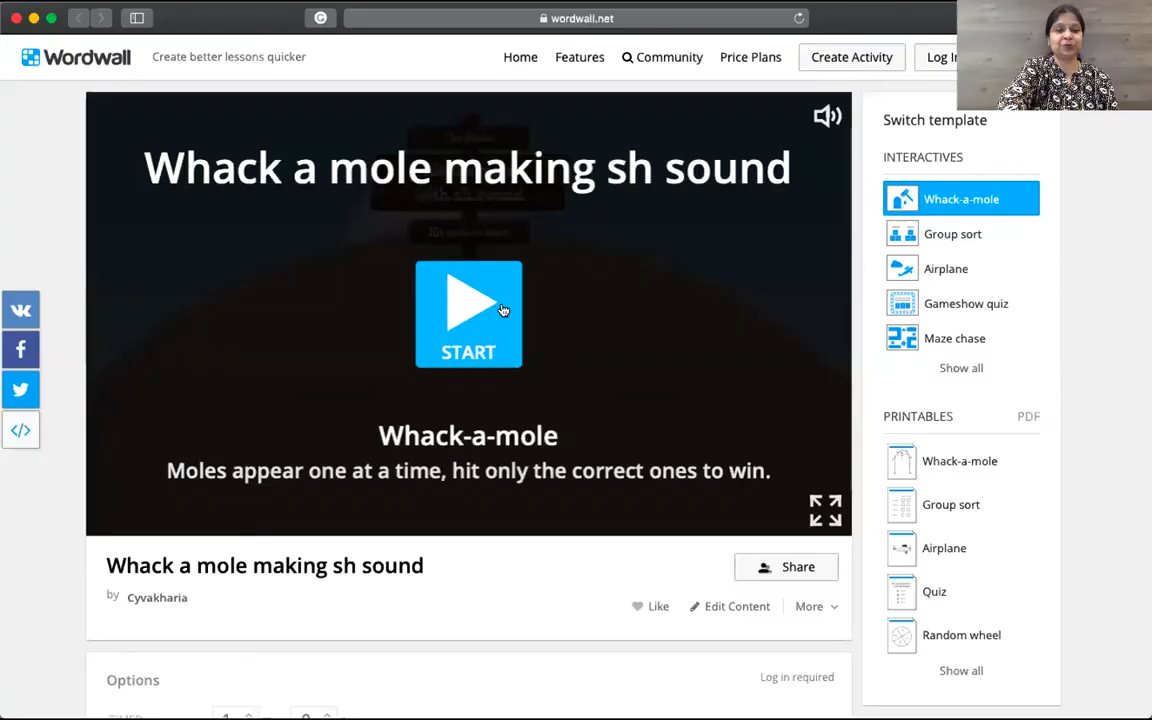 wordwall.net
Wordwall
Create better lessons quicker
Home
Features
Community
Price Plans
Create Activity
Log In
Whack a mole making sh sound
START
Whack-a-mole
Moles appear one at a time, hit only the correct ones to win.
Whack a mole making sh sound
by Cyvakharia
Share
Like
Edit Content
More
Options
Log in required
Switch template
INTERACTIVES
Whack-a-mole
Group sort
Airplane
Gameshow quiz
Maze chase
Show all
PRINTABLES
PDF
Whack-a-mole
Group sort
Airplane
Quiz
Random wheel
Show all